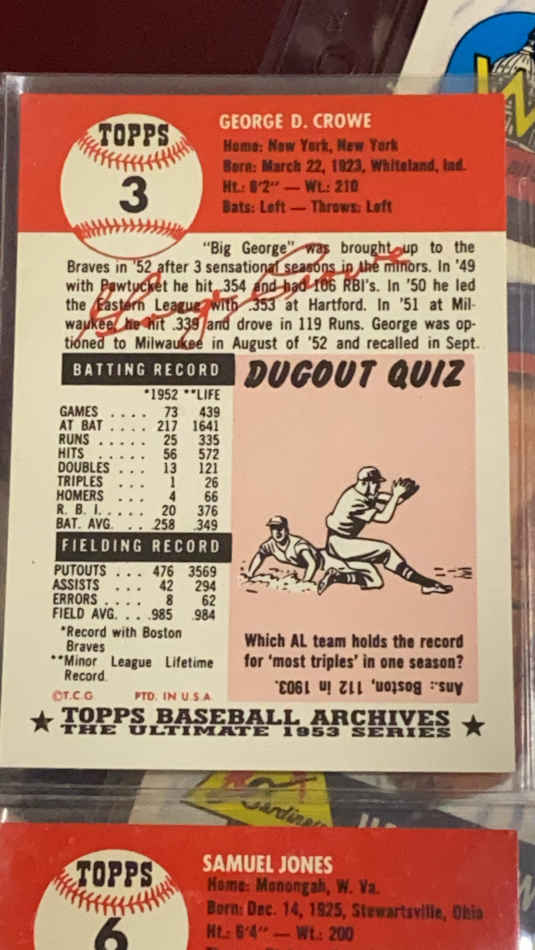 TOPPS
3
GEORGE D. CROWE
Home: New York, New York
Born: March 22, 1923, Whiteland, Ind.
Ht.: 6'2" — Wt.: 210
Bats: Left — Throws: Left
George Crowe
"Big George" was brought up to the
Braves in '52 after 3 sensational seasons in the minors. In '49
with Pawtucket he hit .354 and had 106 RBI's. In '50 he led
the Eastern League with .353 at Hartford. In '51 at Mil-
waukee, he hit .339 and drove in 119 Runs. George was op-
tioned to Milwaukee in August of '52 and recalled in Sept.
BATTING RECORD
*1952 **LIFE
GAMES .... 73 439
AT BAT .... 217 1641
RUNS .... 25 335
HITS .... 56 572
DOUBLES ... 13 121
TRIPLES ... 1 26
HOMERS ... 4 66
R. B. I. .... 20 376
BAT. AVG. .. .258 .349
FIELDING RECORD
PUTOUTS ... 476 3569
ASSISTS ... 42 294
ERRORS .... 8 62
FIELD AVG. .. .985 .984
*Record with Boston
Braves
**Minor League Lifetime
Record.
©T.C.G PTD. IN U.S.A
DUGOUT QUIZ
Which AL team holds the record
for 'most triples' in one season?
Ans.: Boston, 112 in 1903.
★ TOPPS BASEBALL ARCHIVES ★
THE ULTIMATE 1953 SERIES
Cardinals
TOPPS
6
SAMUEL JONES
Home: Monongah, W. Va.
Born: Dec. 14, 1925, Stewartsville, Ohio
Ht.: 6'4" — Wt.: 200